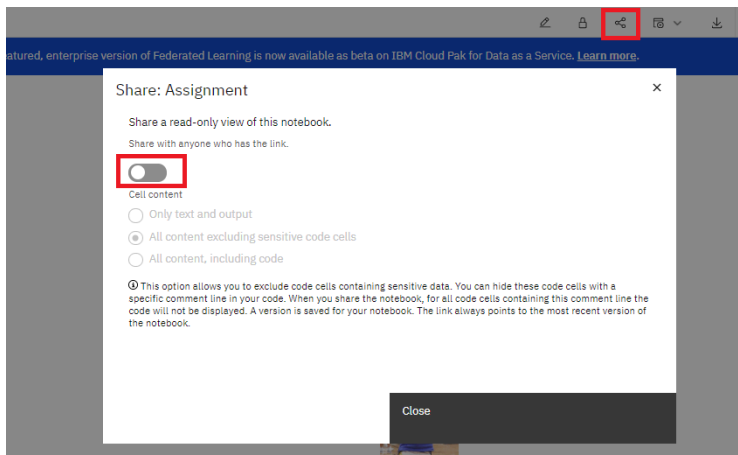 eatured, enterprise version of Federated Learning is now available as beta on IBM Cloud Pak for Data as a Service. Learn more.
Share: Assignment
Share a read-only view of this notebook.
Share with anyone who has the link.
Cell content
Only text and output
All content excluding sensitive code cells
All content, including code
This option allows you to exclude code cells containing sensitive data. You can hide these code cells with a
specific comment line in your code. When you share the notebook, for all code cells containing this comment line the
code will not be displayed. A version is saved for your notebook. The link always points to the most recent version of
the notebook.
Close